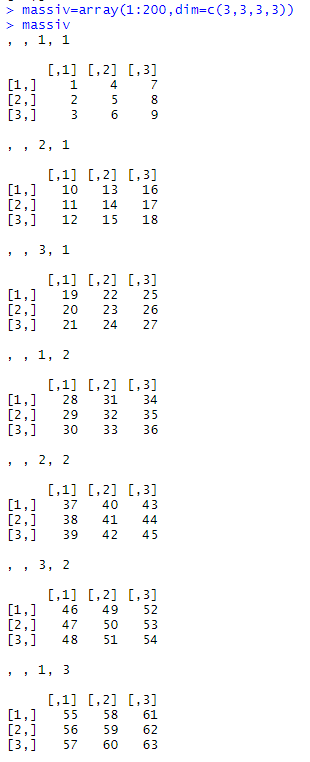 > massiv=array(1:200,dim=c(3,3,3,3))
> massiv
, , 1, 1

     [,1] [,2] [,3]
[1,]    1    4    7
[2,]    2    5    8
[3,]    3    6    9

, , 2, 1

     [,1] [,2] [,3]
[1,]   10   13   16
[2,]   11   14   17
[3,]   12   15   18

, , 3, 1

     [,1] [,2] [,3]
[1,]   19   22   25
[2,]   20   23   26
[3,]   21   24   27

, , 1, 2

     [,1] [,2] [,3]
[1,]   28   31   34
[2,]   29   32   35
[3,]   30   33   36

, , 2, 2

     [,1] [,2] [,3]
[1,]   37   40   43
[2,]   38   41   44
[3,]   39   42   45

, , 3, 2

     [,1] [,2] [,3]
[1,]   46   49   52
[2,]   47   50   53
[3,]   48   51   54

, , 1, 3

     [,1] [,2] [,3]
[1,]   55   58   61
[2,]   56   59   62
[3,]   57   60   63